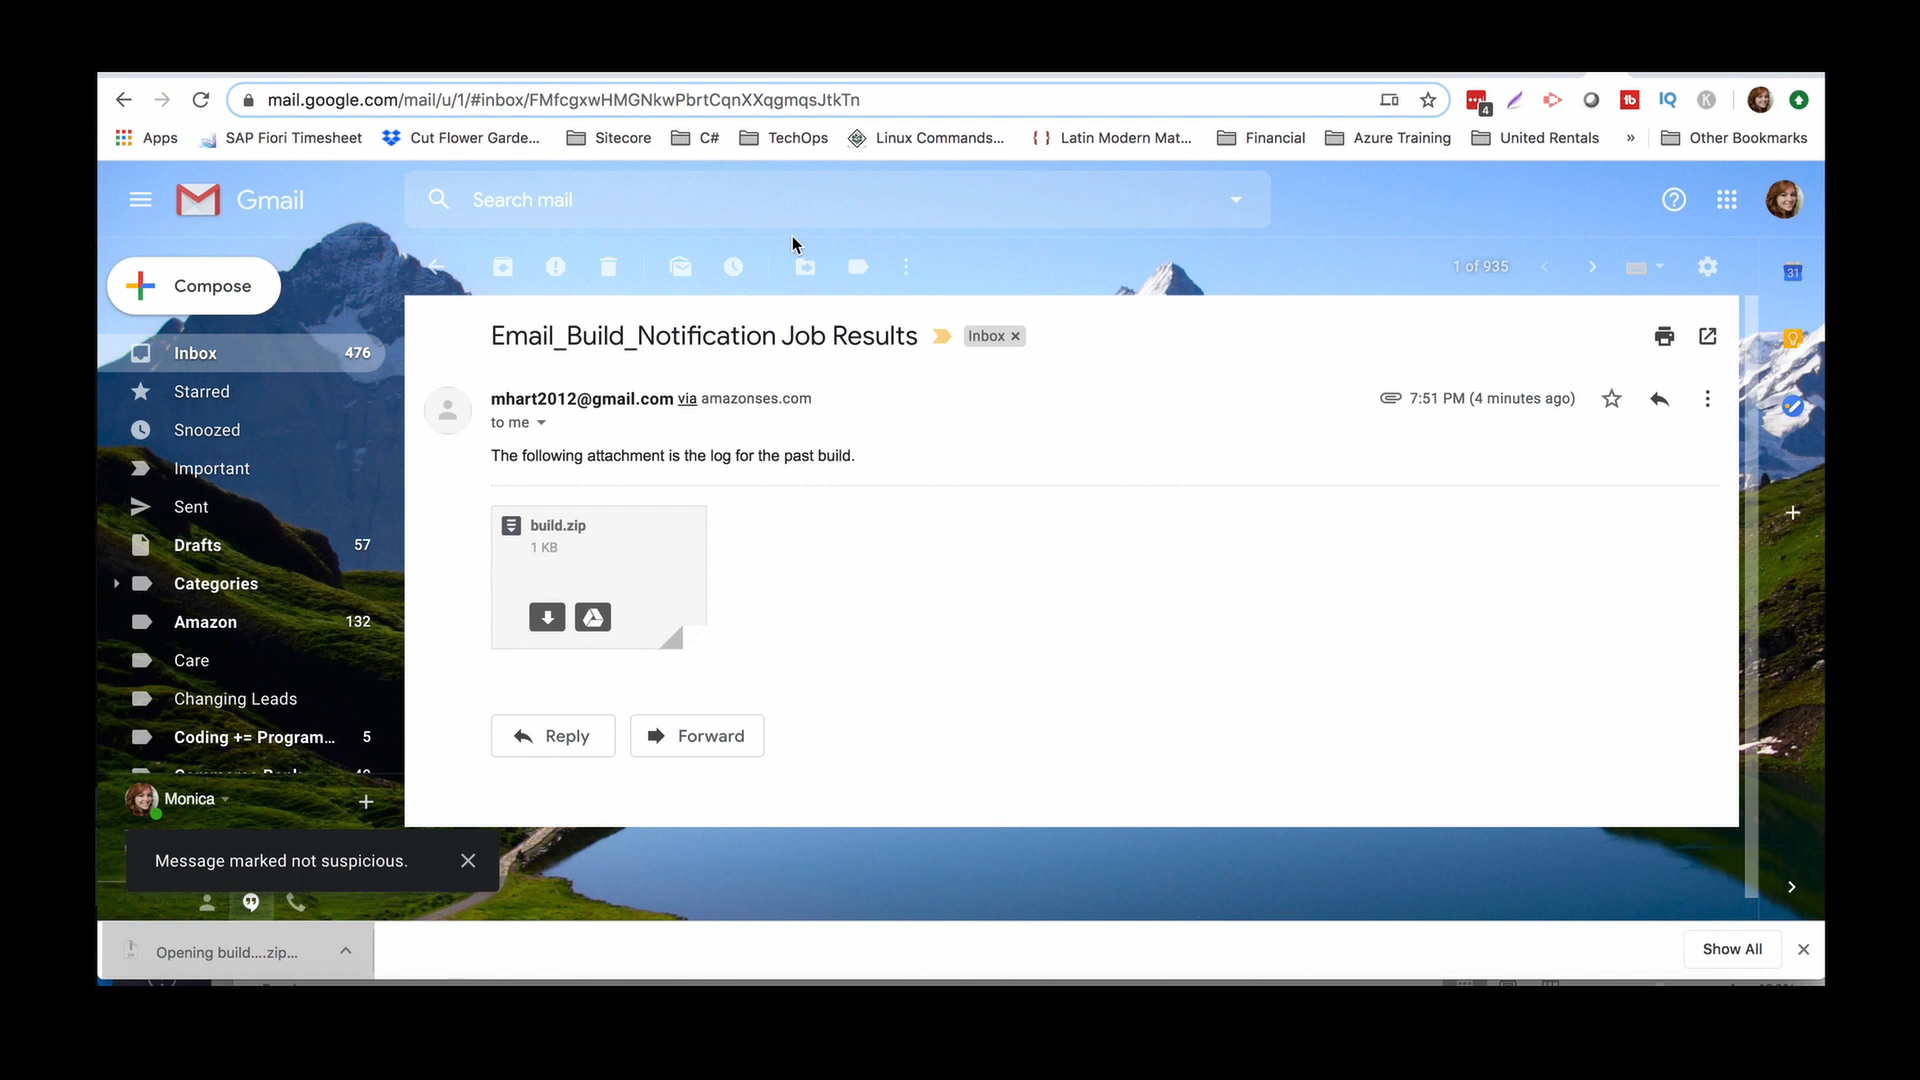 mail.google.com/mail/u/1/#inbox/FMfcgxwHMGNkwPbrtCqnXXqgmqsJtkTn
4
tb
IQ
K
Apps
SAP Fiori Timesheet
Cut Flower Garde...
Sitecore
C#
TechOps
Linux Commands...
Latin Modern Mat...
Financial
Azure Training
United Rentals
»
Other Bookmarks
Gmail
Search mail
Compose
1 of 935
31
Inbox 476
Starred
Snoozed
Important
Sent
Drafts 57
Categories
Amazon 132
Care
Changing Leads
Coding += Program... 5
Monica
Email_Build_Notification Job Results
Inbox ×
mhart2012@gmail.com via amazonses.com
7:51 PM (4 minutes ago)
to me
The following attachment is the log for the past build.
build.zip
1 KB
Reply
Forward
Message marked not suspicious.
Opening build....zip...
Show All